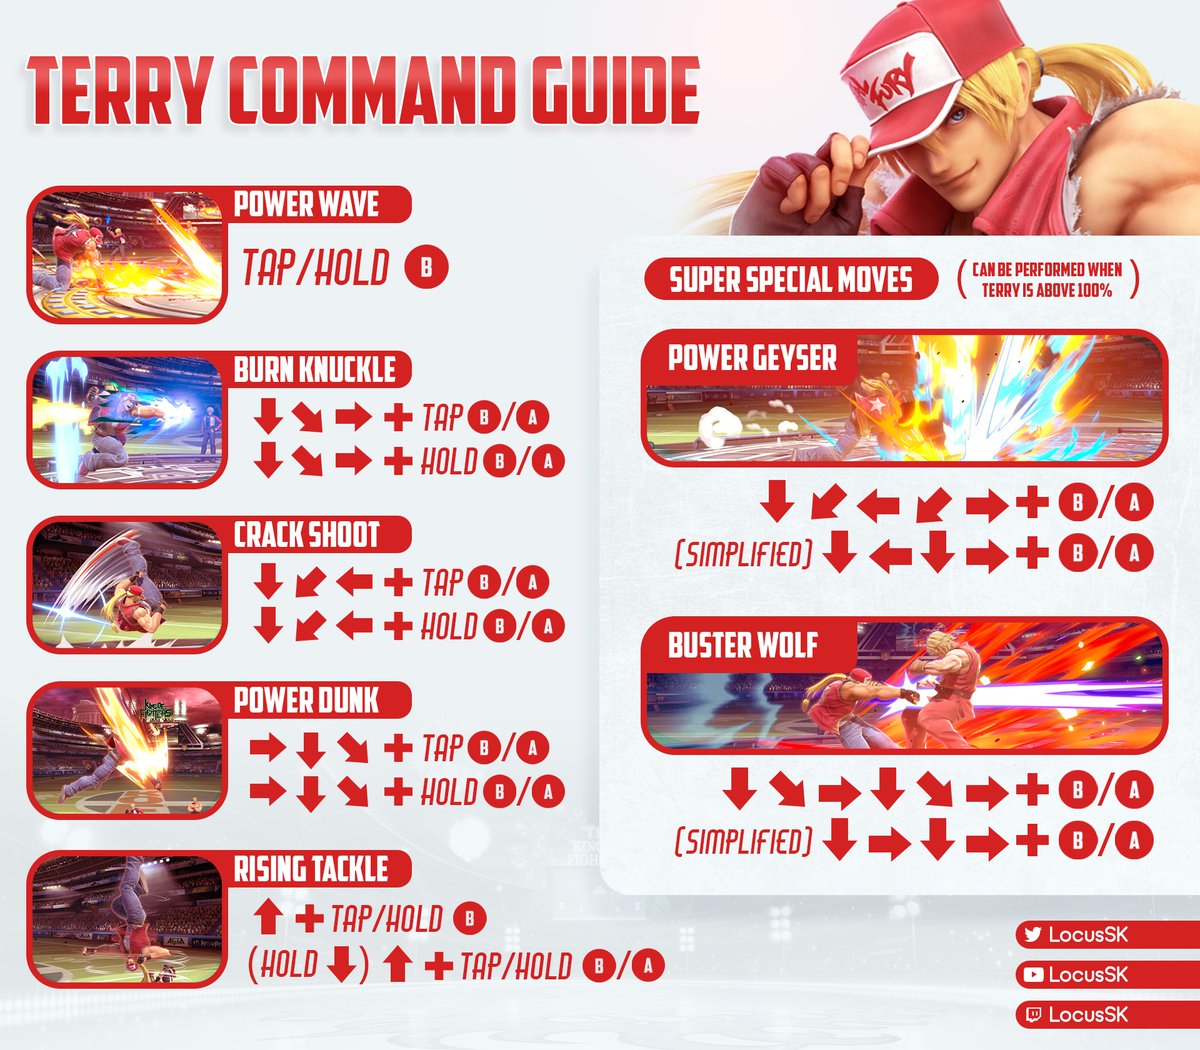 TERRY COMMAND GUIDE
FURY
POWER WAVE
TAP/HOLD B
BURN KNUCKLE
↓ ↘ → + TAP B/A
↓ ↘ → + HOLD B/A
CRACK SHOOT
↓ ↙ ← + TAP B/A
↓ ↙ ← + HOLD B/A
POWER DUNK
→ ↓ ↘ + TAP B/A
→ ↓ ↘ + HOLD B/A
RISING TACKLE
↑ + TAP/HOLD B
(HOLD ↓) ↑ + TAP/HOLD B/A
SUPER SPECIAL MOVES
(CAN BE PERFORMED WHEN
TERRY IS ABOVE 100%)
POWER GEYSER
↓ ↙ ← ↙ → + B/A
(SIMPLIFIED) ↓ ← ↓ → + B/A
BUSTER WOLF
↓ ↘ → ↓ ↘ → + B/A
(SIMPLIFIED) ↓ → ↓ → + B/A
LocusSK
LocusSK
LocusSK